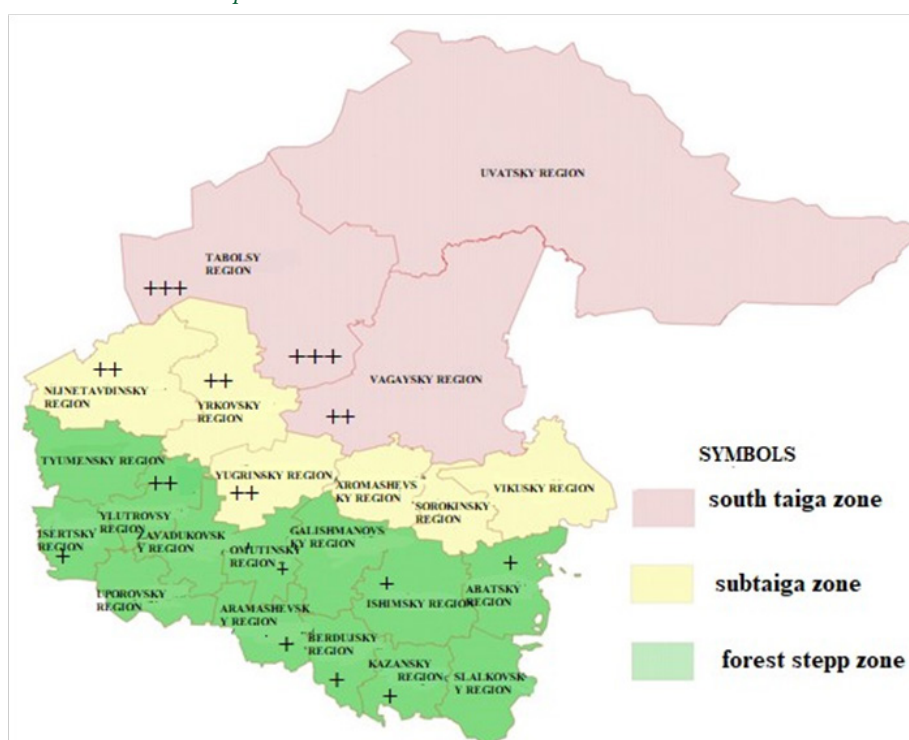 UVATSKY REGION
TABOLSY
REGION
+++
+++
VAGAYSKY REGION
++
++
NIJNETAVDINSKY
REGION
++
YRKOVSKY
REGION
TYUMENSKY REGION
++
YUGRINSKY REGION
++
AROMASHEVS
KY REGION
SOROKINSKY
REGION
VIKUSKY REGION
YLUTROVSY
REGION
ISERTSKY
REGION
+
ZAVADUKOVSK
Y REGION
+
OMUTINSKY
REGION
+
GALISHMANOVS
KY REGION
+
ISHIMSKY REGION
+
ABATSKY
REGION
UPOROVSKY
REGION
ARAMASHEVSK
Y REGION
+
BERDUJSKY
REGION
+
KAZANSKY
REGION
+
SLALKOVSK
Y REGION
SYMBOLS
south taiga zone
subtaiga zone
forest stepp zone